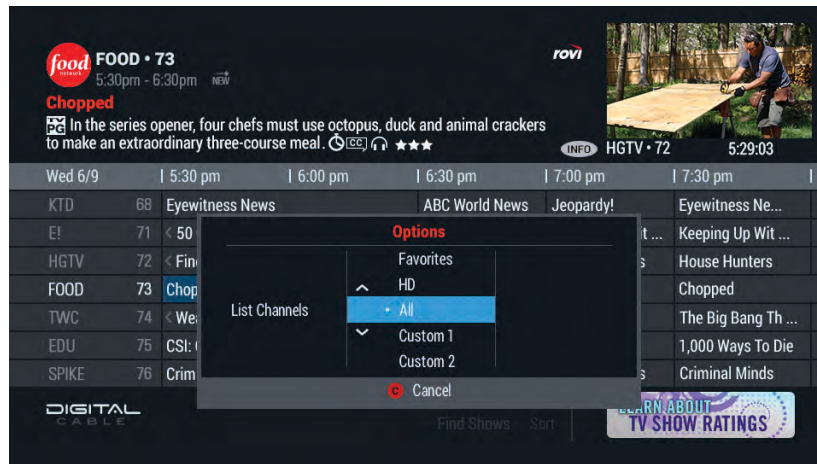 food network
FOOD • 73
5:30pm - 6:30pm NEW
rovi
Chopped
TV PG In the series opener, four chefs must use octopus, duck and animal crackers
to make an extraordinary three-course meal. CC ★★★
INFO HGTV • 72 5:29:03
Wed 6/9 5:30 pm 6:00 pm 6:30 pm 7:00 pm 7:30 pm
KTD 68 Eyewitness News ABC World News Jeopardy! Eyewitness Ne...
E! 71 < 50 it ... Keeping Up Wit ...
HGTV 72 < Fin s House Hunters
FOOD 73 Chop Chopped
TWC 74 < Wea The Big Bang Th ...
EDU 75 CSI: 1,000 Ways To Die
SPIKE 76 Crim s Criminal Minds
Options
List Channels
Favorites
HD
• All
Custom 1
Custom 2
C Cancel
DIGITAL
CABLE
Find Shows Sort
LEARN ABOUT
TV SHOW RATINGS